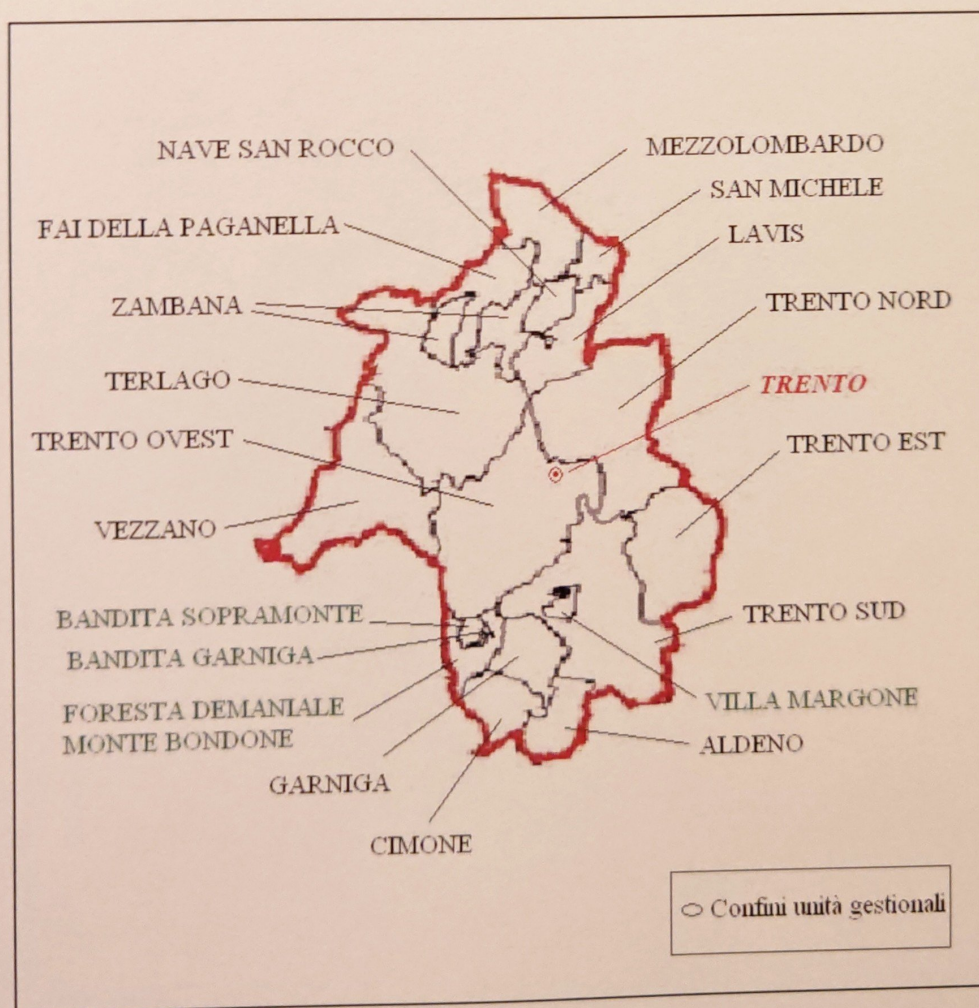 NAVE SAN ROCCO
MEZZOLOMBARDO
SAN MICHELE
FAI DELLA PAGANELLA
LAVIS
ZAMBANA
TRENTO NORD
TERLAGO
TRENTO
TRENTO OVEST
TRENTO EST
VEZZANO
BANDITA SOPRAMONTE
TRENTO SUD
BANDITA GARNIGA
FORESTA DEMANIALE
MONTE BONDONE
VILLA MARGONE
ALDENO
GARNIGA
CIMONE
Confini unità gestionali